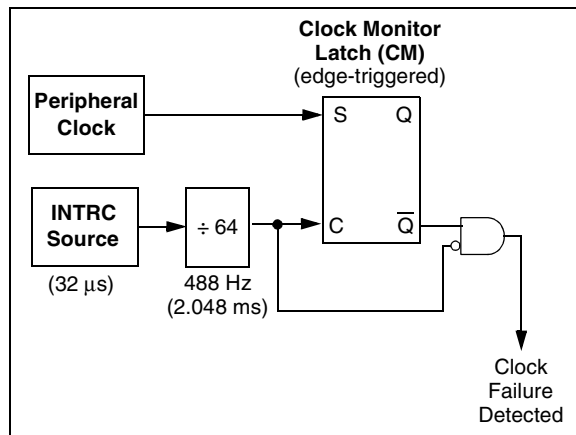 Clock Monitor
Latch (CM)
(edge-triggered)
Peripheral
Clock
S
Q
INTRC
Source
÷ 64
C
Q
(32 μs)
488 Hz
(2.048 ms)
Clock
Failure
Detected